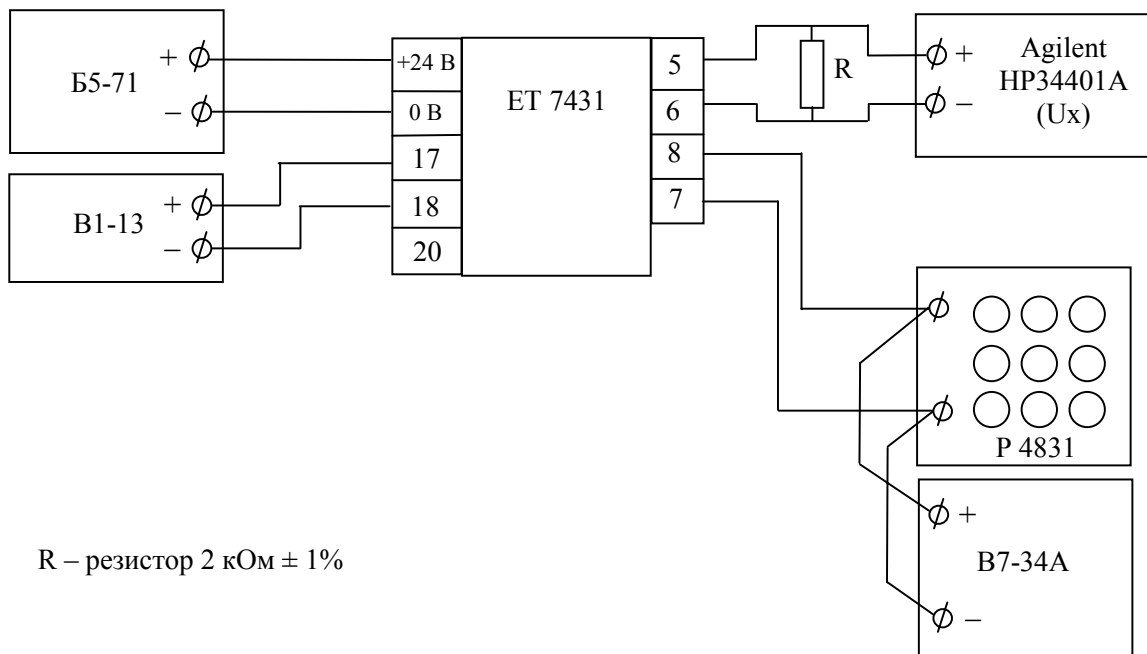 Б5-71
+
–
В1-13
+
–
+24 В
0 В
17
18
20
ЕТ 7431
5
6
8
7
R
+
–
Agilent
HP34401A
(Ux)
Р 4831
+
–
В7-34А
R – резистор 2 кОм ± 1%